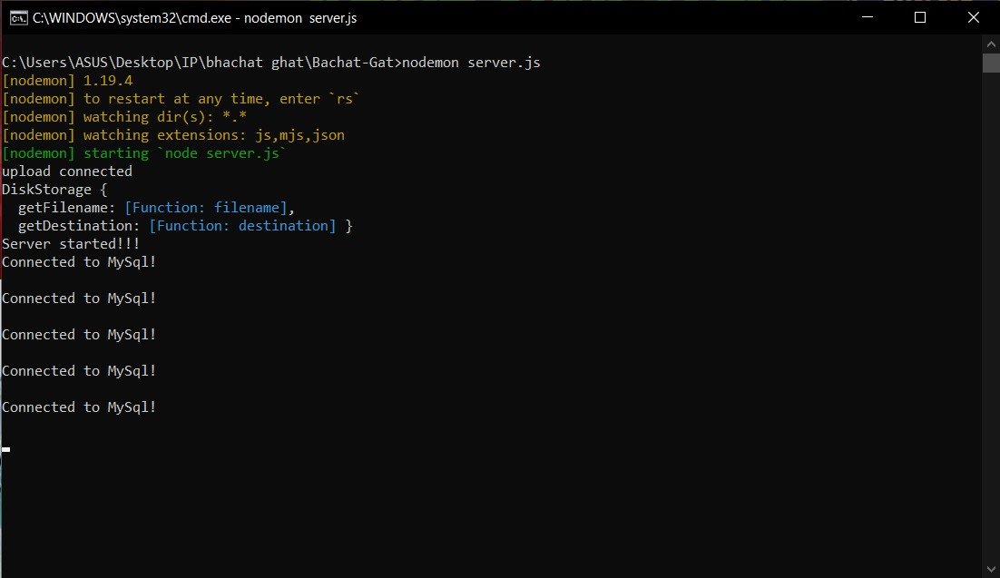 C:\WINDOWS\system32\cmd.exe - nodemon  server.js
C:\Users\ASUS\Desktop\IP\bhachat ghat\Bachat-Gat>nodemon server.js
[nodemon] 1.19.4
[nodemon] to restart at any time, enter `rs`
[nodemon] watching dir(s): *.*
[nodemon] watching extensions: js,mjs,json
[nodemon] starting `node server.js`
upload connected
DiskStorage {
  getFilename: [Function: filename],
  getDestination: [Function: destination] }
Server started!!!
Connected to MySql!
Connected to MySql!
Connected to MySql!
Connected to MySql!
Connected to MySql!